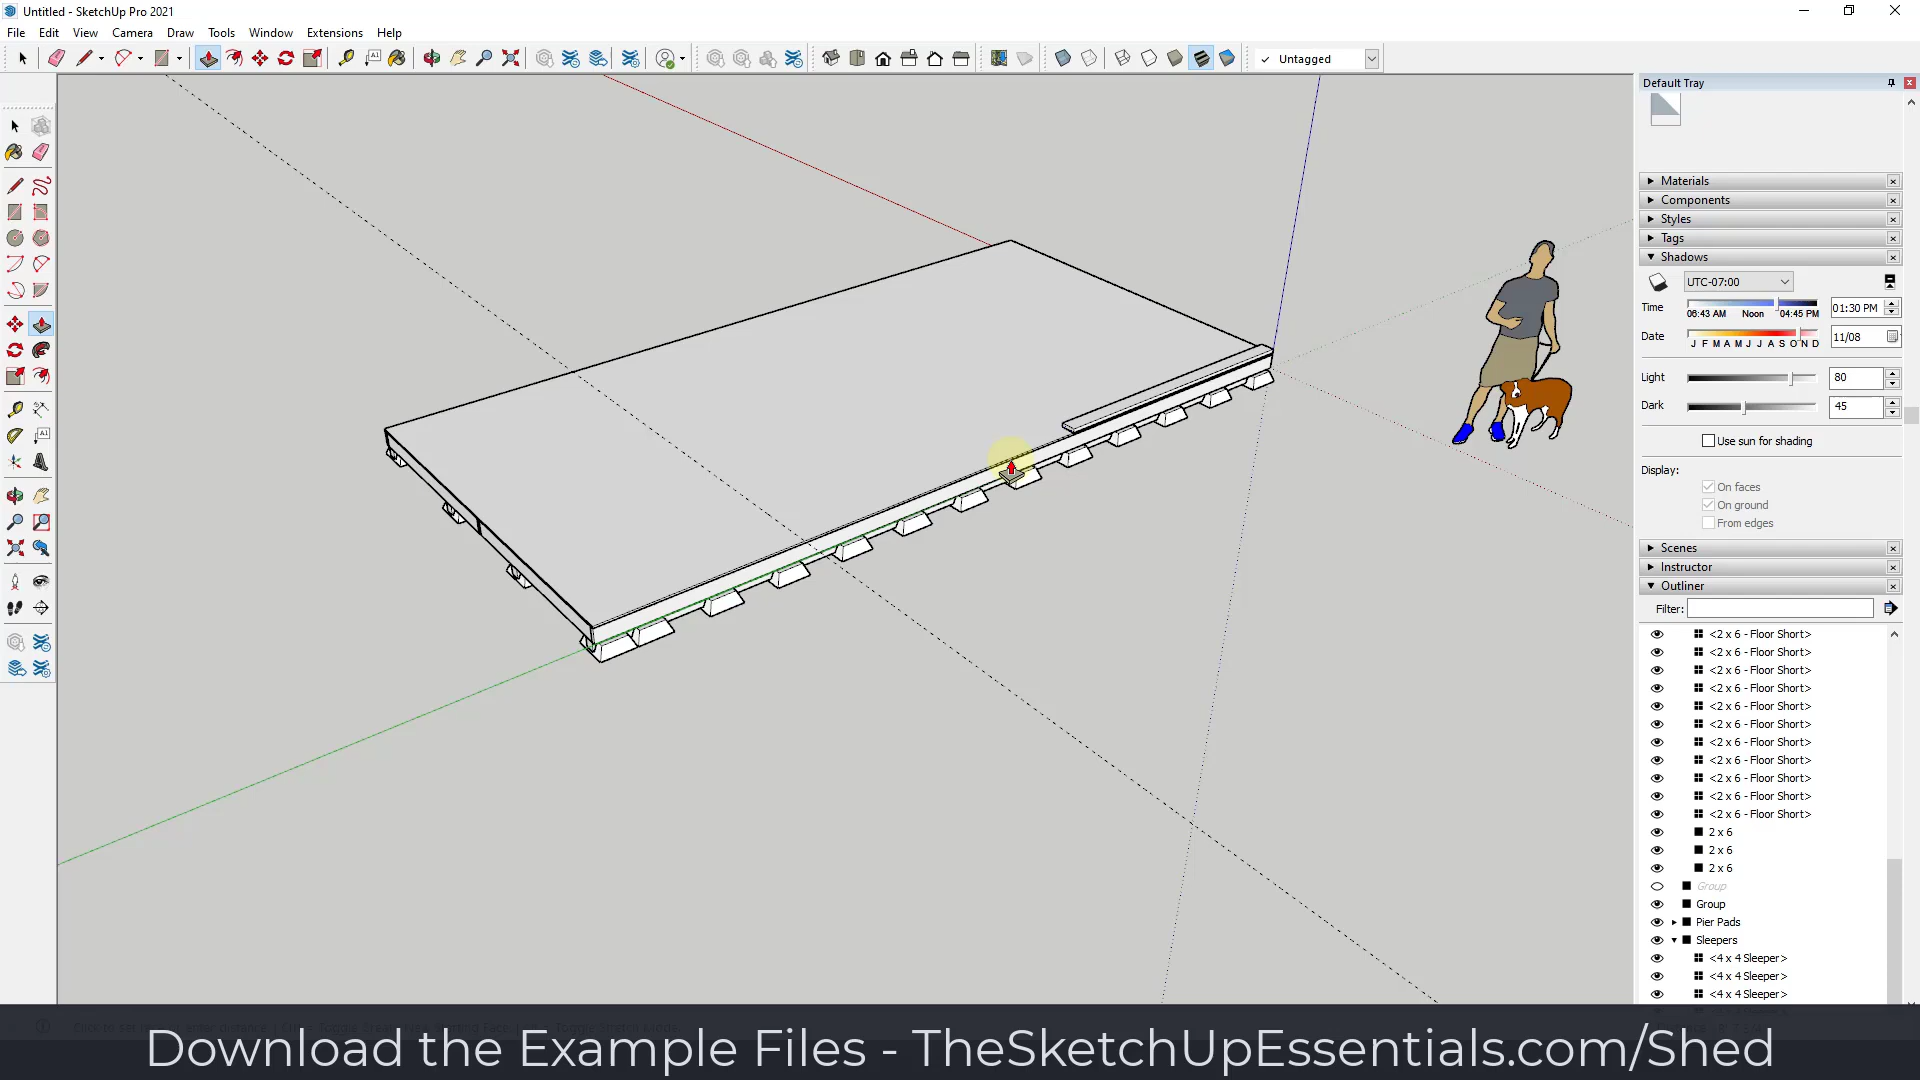 Untitled - SketchUp Pro 2021
File Edit View Camera Draw Tools Window Extensions Help
Untagged
Default Tray
Materials
Components
Styles
Tags
Shadows
UTC-07:00
Time
06:43 AM Noon 04:45 PM
01:30 PM
Date
J F M A M J J A S O N D
11/08
Light
80
Dark
45
Use sun for shading
Display:
On faces
On ground
From edges
Scenes
Instructor
Outliner
Filter:
<2 x 6 - Floor Short>
<2 x 6 - Floor Short>
<2 x 6 - Floor Short>
<2 x 6 - Floor Short>
<2 x 6 - Floor Short>
<2 x 6 - Floor Short>
<2 x 6 - Floor Short>
<2 x 6 - Floor Short>
<2 x 6 - Floor Short>
<2 x 6 - Floor Short>
<2 x 6 - Floor Short>
2 x 6
2 x 6
2 x 6
Group
Group
Pier Pads
Sleepers
<4 x 4 Sleeper>
<4 x 4 Sleeper>
<4 x 4 Sleeper>
Download the Example Files - TheSketchUpEssentials.com/Shed